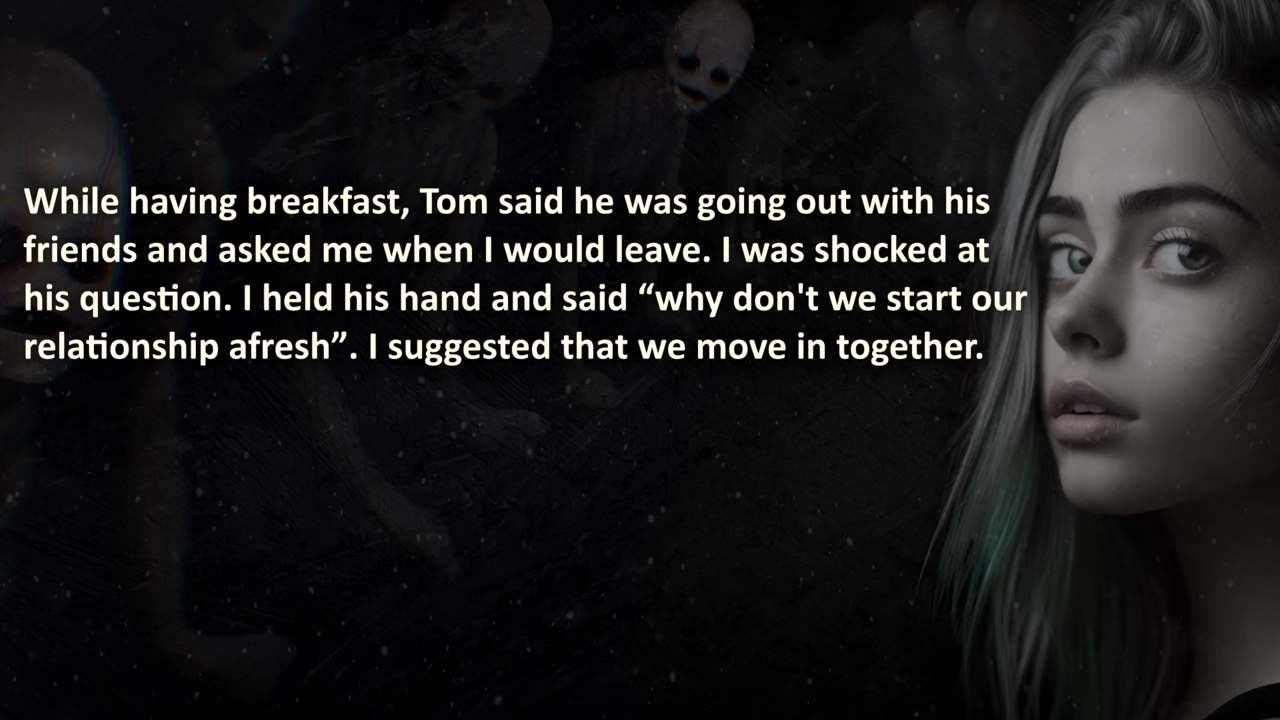 While having breakfast, Tom said he was going out with his
friends and asked me when I would leave. I was shocked at
his question. I held his hand and said “why don't we start our
relationship afresh”. I suggested that we move in together.